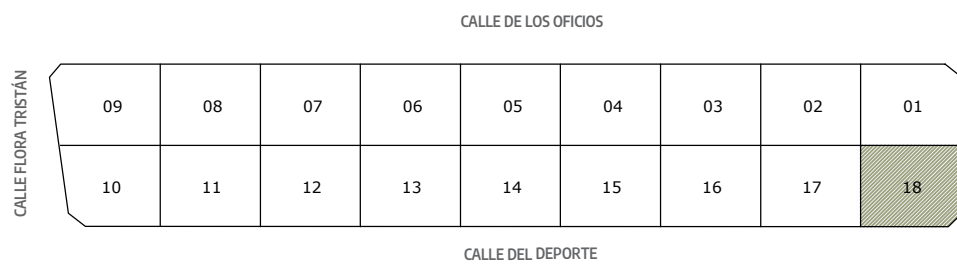 CALLE DE LOS OFICIOS
CALLE FLORA TRISTÁN
09 08 07 06 05 04 03 02 01
10 11 12 13 14 15 16 17 18
CALLE DEL DEPORTE